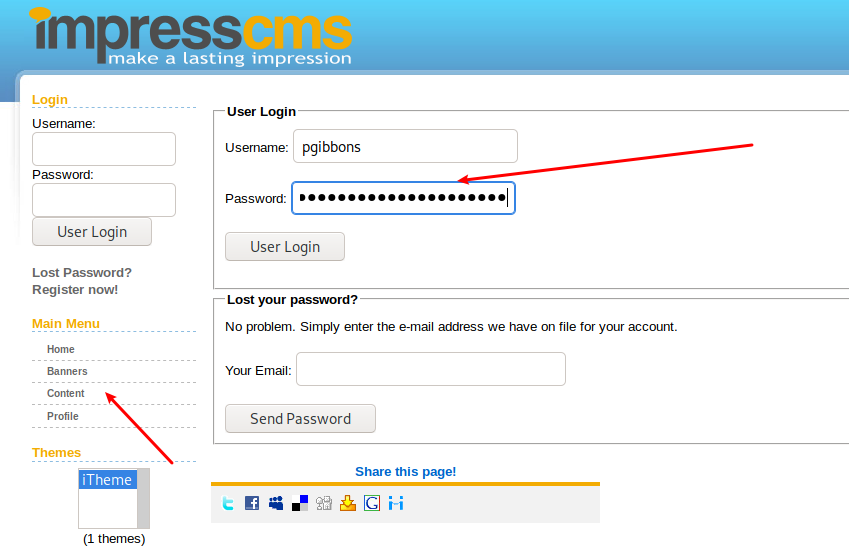 impresscms
make a lasting impression
Login
Username:
Password:
User Login
Lost Password?
Register now!
Main Menu
Home
Banners
Content
Profile
Themes
iTheme
(1 themes)
User Login
Username: pgibbons
Password: ••••••••••••••••••••
User Login
Lost your password?
No problem. Simply enter the e-mail address we have on file for your account.
Your Email:
Send Password
Share this page!